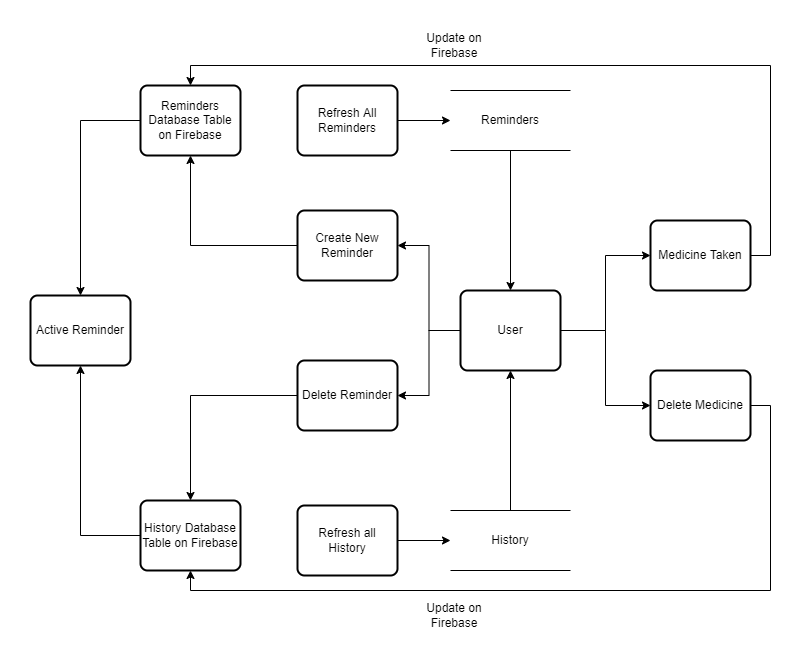 Update on
Firebase
Reminders
Database Table
on Firebase
Refresh All
Reminders
Reminders
Create New
Reminder
Medicine Taken
Active Reminder
User
Delete Reminder
Delete Medicine
History Database
Table on Firebase
Refresh all
History
History
Update on
Firebase